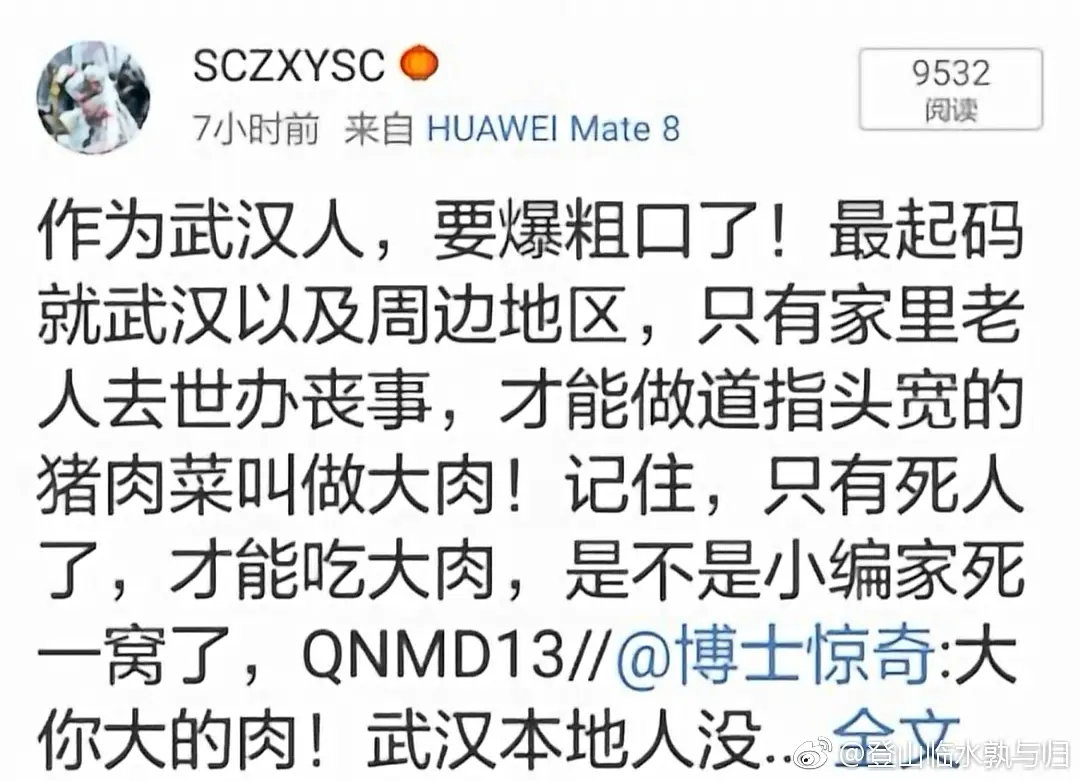 SCZXYSC
9532
7小时前 来自 HUAWEI Mate 8
阅读
作为武汉人，要爆粗口了！最起码
就武汉以及周边地区，只有家里老
人去世办丧事，才能做道指头宽的
猪肉菜叫做大肉！记住，只有死人
了，才能吃大肉，是不是小编家死
一窝了，QNMD13//@博士惊奇:大
你大的肉！武汉本地人没...全文
@登山临水孰与归